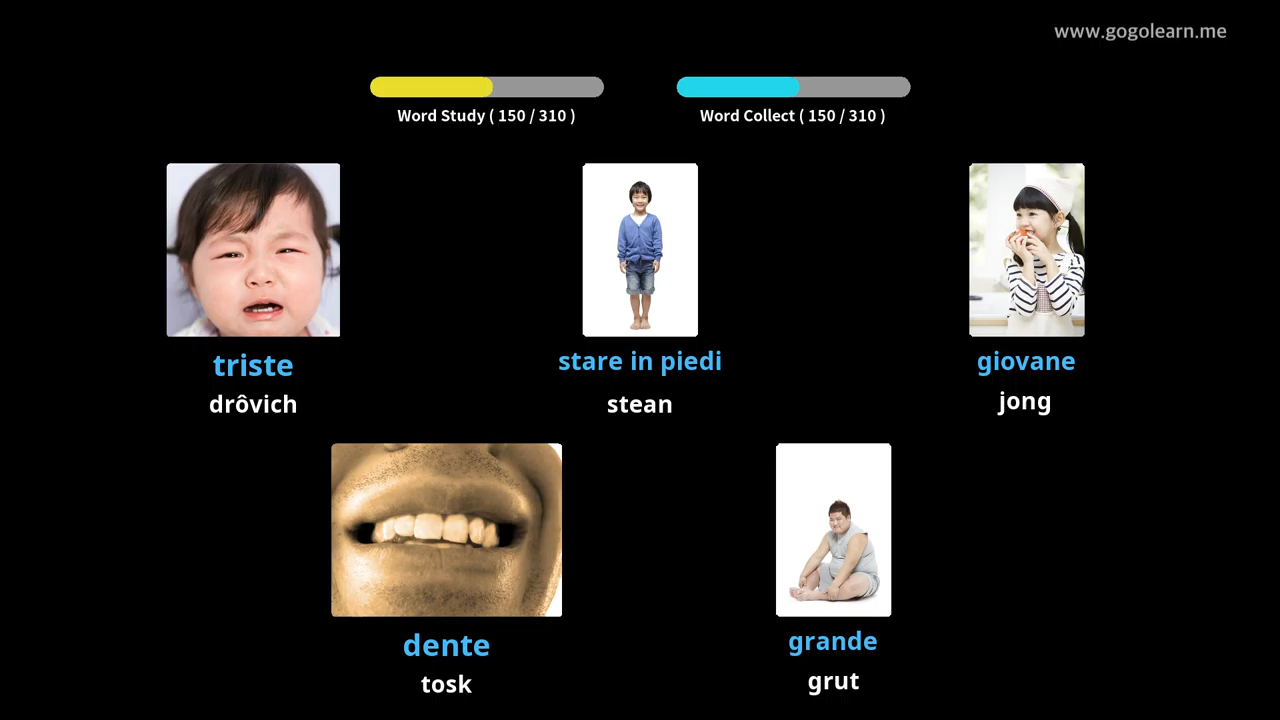 www.gogolearn.me
Word Study ( 150 / 310 )
Word Collect ( 150 / 310 )
triste
drôvich
stare in piedi
stean
giovane
jong
dente
tosk
grande
grut